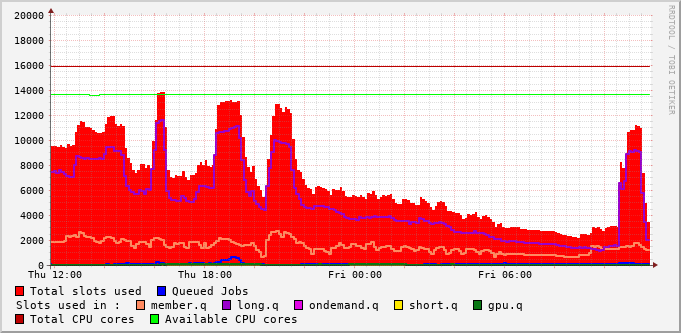 20000
18000
16000
14000
12000
10000
8000
6000
4000
2000
0
Thu 12:00 Thu 18:00 Fri 00:00 Fri 06:00
RRDTOOL / TOBI OETIKER
Total slots used Queued Jobs
Slots used in : member.q long.q ondemand.q short.q gpu.q
Total CPU cores Available CPU cores